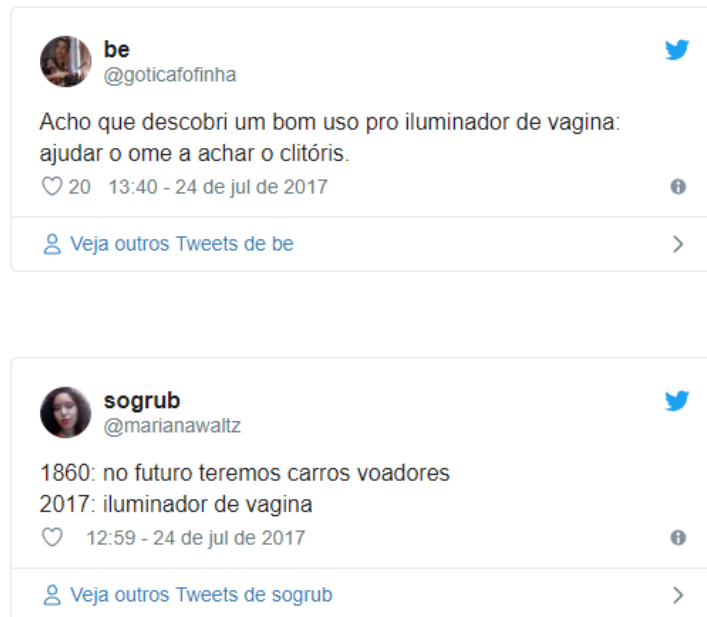 be
@goticafofinha
Acho que descobri um bom uso pro iluminador de vagina:
ajudar o ome a achar o clitóris.
20 13:40 - 24 de jul de 2017
Veja outros Tweets de be
sogrub
@marianawaltz
1860: no futuro teremos carros voadores
2017: iluminador de vagina
12:59 - 24 de jul de 2017
Veja outros Tweets de sogrub